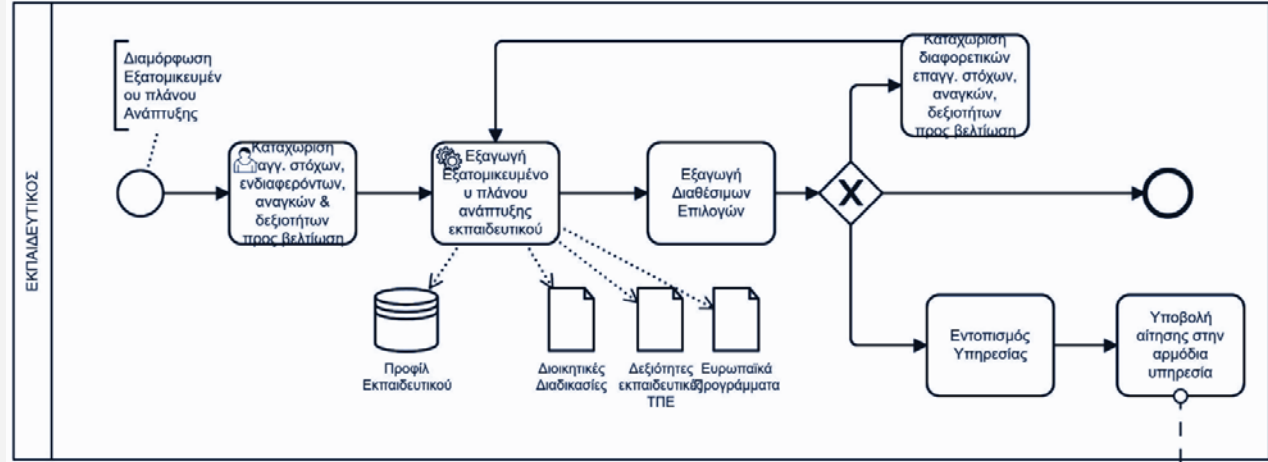 ΕΚΠΑΙΔΕΥΤΙΚΟΣ
Διαμόρφωση
Εξατομικευμέν
ου πλάνου
Ανάπτυξης
Καταχώριση
αγγ. στόχων,
ενδιαφερόντων,
αναγκών &
δεξιοτήτων
προς βελτίωση
Εξαγωγή
Εξατομικευμένο
υ πλάνου
ανάπτυξης
εκπαιδευτικού
Εξαγωγή
Διαθέσιμων
Επιλογών
X
Καταχώριση
διαφορετικών
επαγγ. στόχων,
αναγκών,
δεξιοτήτων
προς βελτίωση
Εντοπισμός
Υπηρεσίας
Υποβολή
αίτησης στην
αρμόδια
υπηρεσία
Προφίλ
Εκπαιδευτικού
Διοικητικές
Διαδικασίες
Δεξιότητες
ΤΠΕ
Ευρωπαϊκά